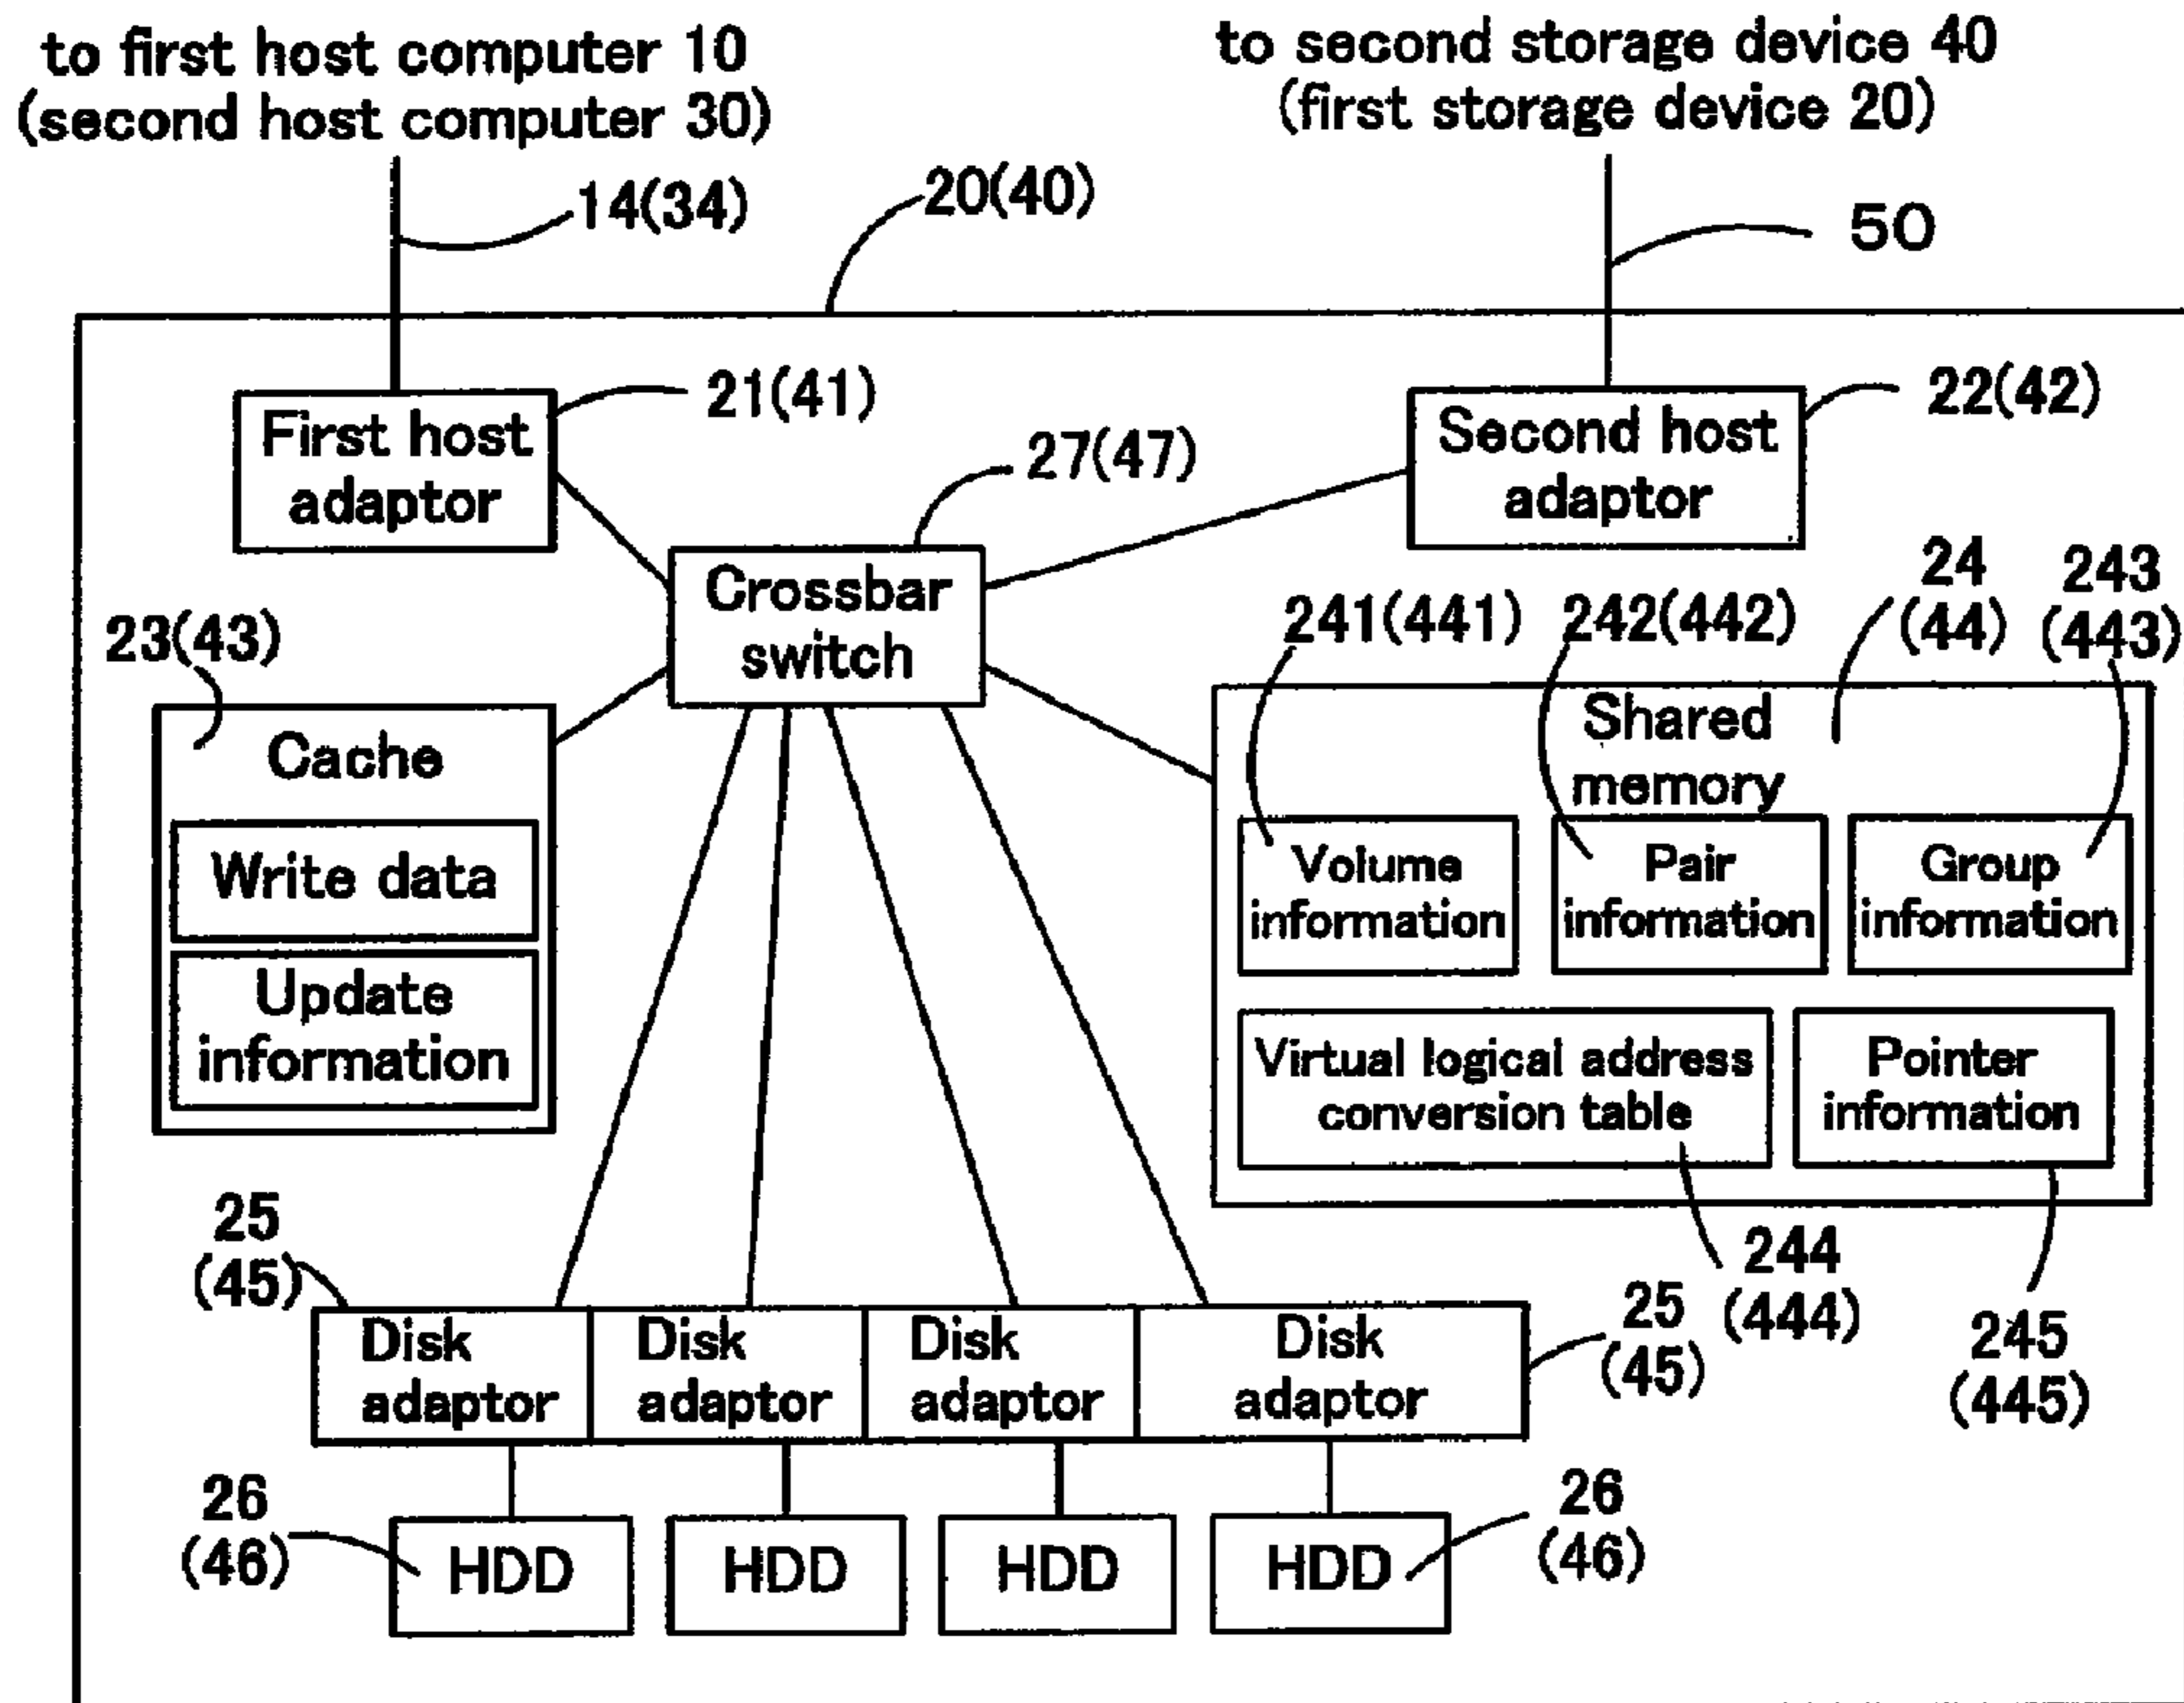 to first host computer 10
(second host computer 30)
to second storage device 40
(first storage device 20)
14(34)
20(40)
50
First host
adaptor
21(41)
27(47)
Second host
adaptor
22(42)
Crossbar
switch
23(43)
241(441)
242(442)
24
(44)
243
(443)
Cache
Write data
Update
information
Shared
memory
Volume
information
Pair
information
Group
information
Virtual logical address
conversion table
Pointer
information
25
(45)
244
(444)
25
(45)
245
(445)
Disk
adaptor
Disk
adaptor
Disk
adaptor
Disk
adaptor
26
(46)
HDD
HDD
HDD
HDD
26
(46)